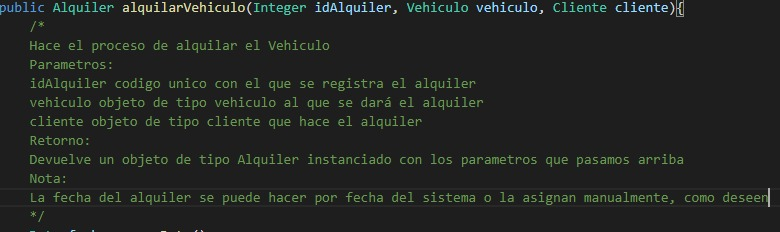 public Alquiler alquilarVehiculo(Integer idAlquiler, Vehiculo vehiculo, Cliente cliente){
/*
Hace el proceso de alquilar el Vehiculo
Parametros:
idAlquiler codigo unico con el que se registra el alquiler
vehiculo objeto de tipo vehiculo al que se dará el alquiler
cliente objeto de tipo cliente que hace el alquiler
Retorno:
Devuelve un objeto de tipo Alquiler instanciado con los parametros que pasamos arriba
Nota:
La fecha del alquiler se puede hacer por fecha del sistema o la asignan manualmente, como deseen
*/